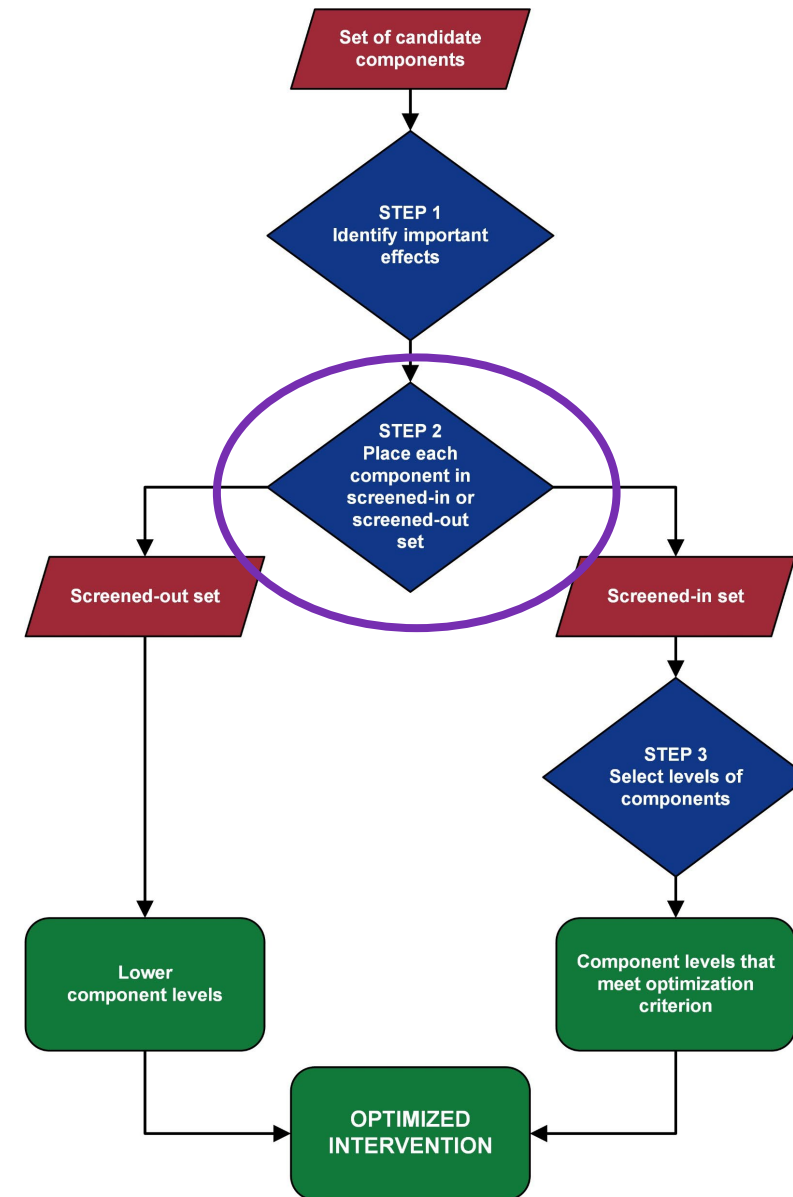 Set of candidate
components
STEP 1
Identify important
effects
STEP 2
Place each
component in
screened-in or
screened-out
set
Screened-out set
Screened-in set
STEP 3
Select levels of
components
Lower
component levels
Component levels that
meet optimization
criterion
OPTIMIZED
INTERVENTION